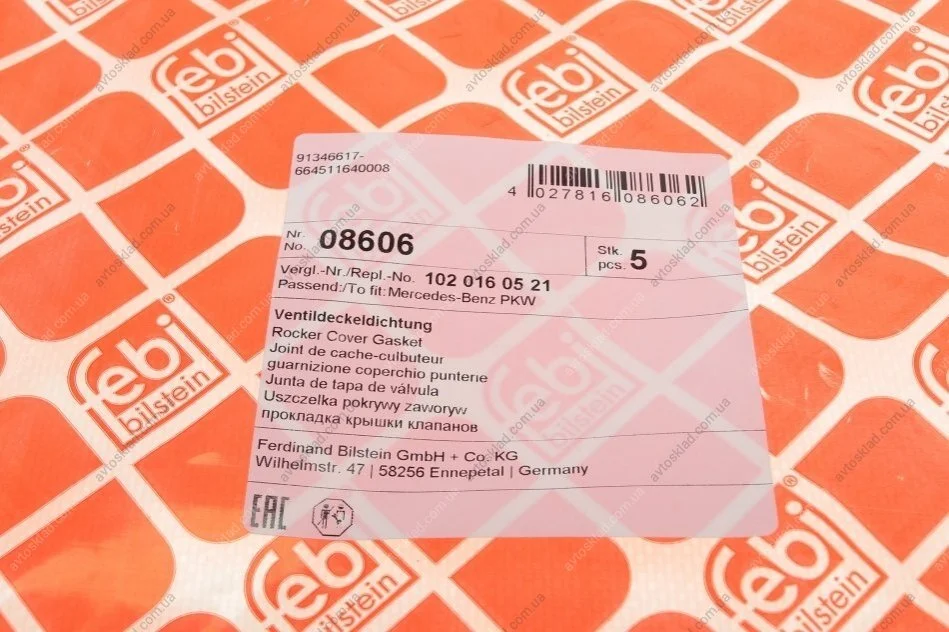 91346617-
664511640008
4 027816 086062
Nr.
No. 08606
Stk.
pcs. 5
Vergl.-Nr./Repl.-No. 102 016 05 21
Passend:/To fit: Mercedes-Benz PKW
Ventildeckeldichtung
Rocker Cover Gasket
Joint de cache-culbuteur
guarnizione coperchio punterie
Junta de tapa de válvula
Uszczelka pokrywy zaworyw
прокладка крышки клапанов
Ferdinand Bilstein GmbH + Co. KG
Wilhelmstr. 47 | 58256 Ennepetal | Germany
EAC
febi
bilstein
avtosklad.com.ua